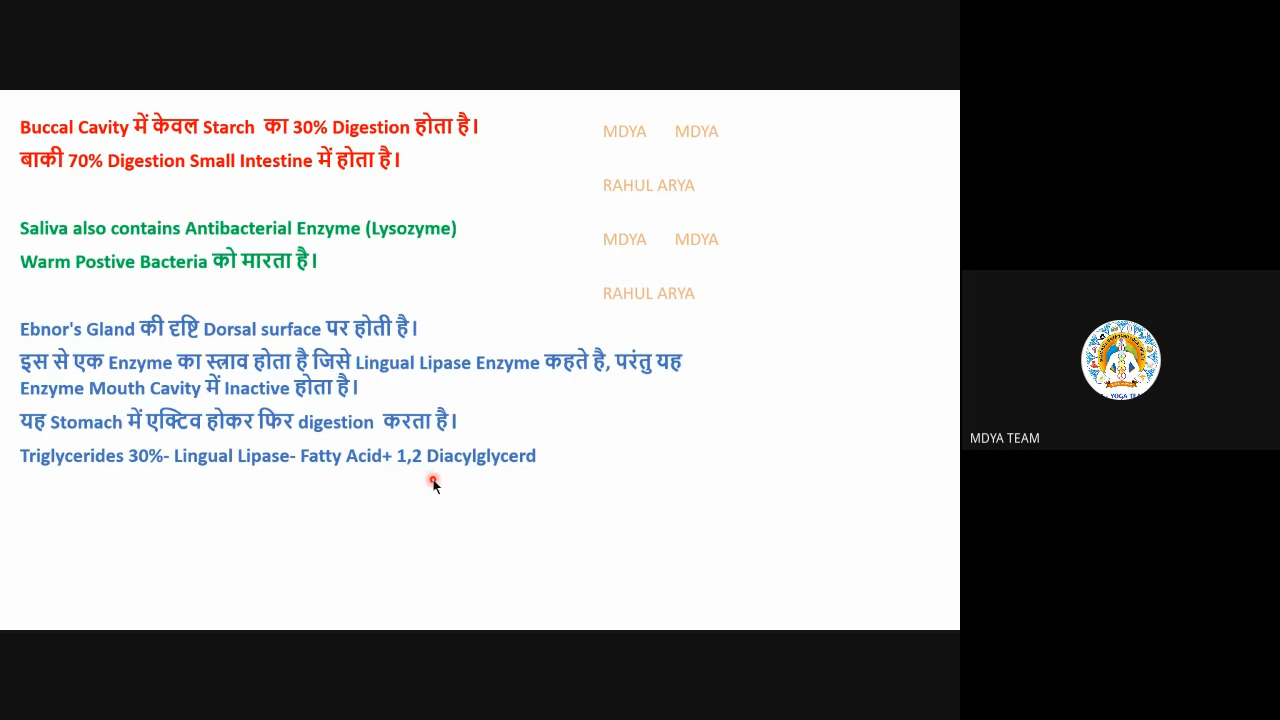 Buccal Cavity में केवल Starch का 30% Digestion होता है।
बाकी 70% Digestion Small Intestine में होता है।
Saliva also contains Antibacterial Enzyme (Lysozyme)
Warm Postive Bacteria को मारता है।
Ebnor's Gland की दृष्टि Dorsal surface पर होती है।
इस से एक Enzyme का स्त्राव होता है जिसे Lingual Lipase Enzyme कहते है, परंतु यह
Enzyme Mouth Cavity में Inactive होता है।
यह Stomach में एक्टिव होकर फिर digestion करता है।
Triglycerides 30%- Lingual Lipase- Fatty Acid+ 1,2 Diacylglycerd
MDYA MDYA
RAHUL ARYA
MDYA MDYA
RAHUL ARYA
MDYA TEAM